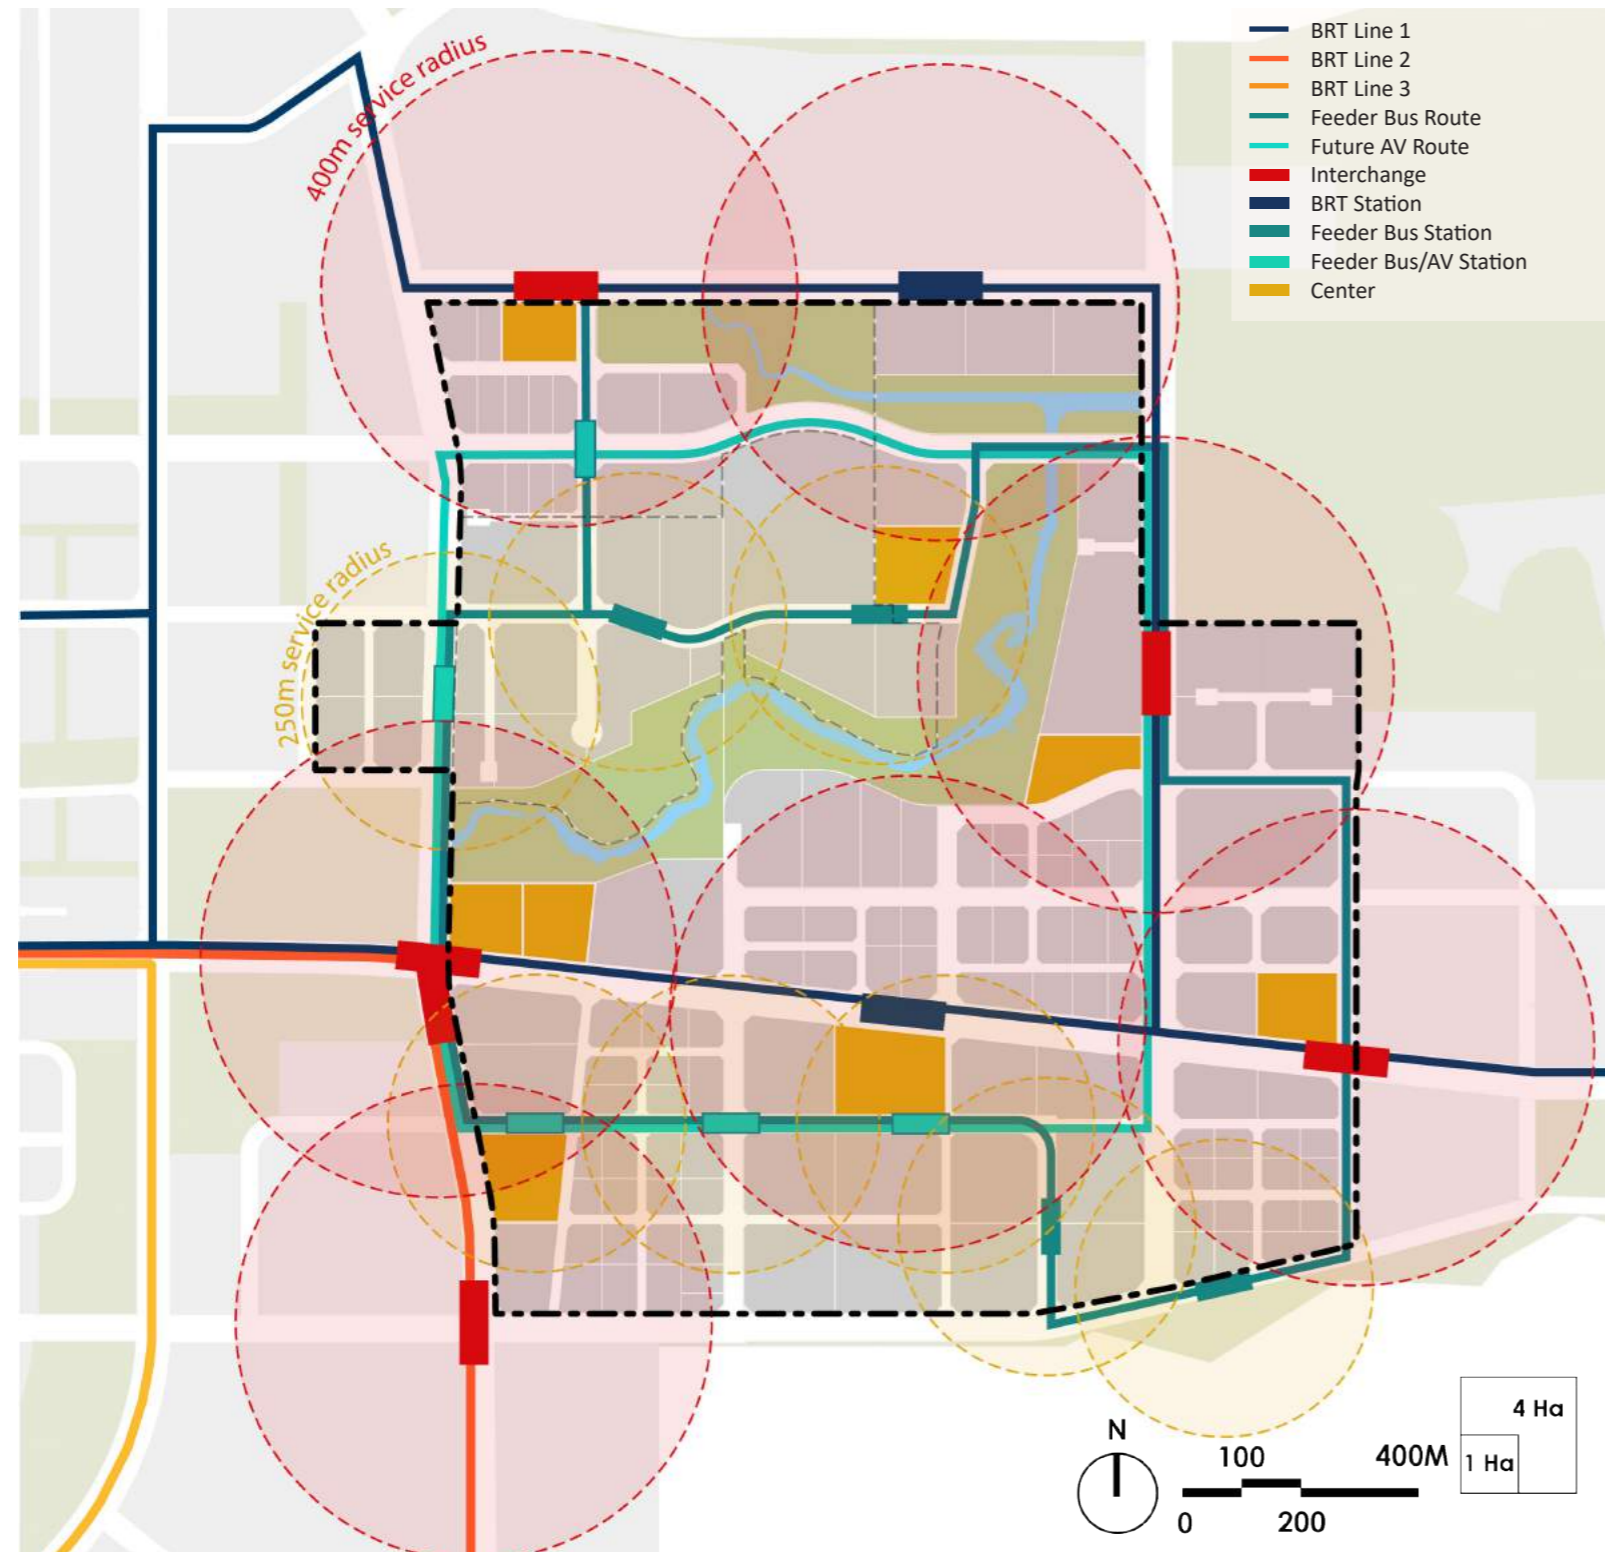 BRT Line 1
BRT Line 2
BRT Line 3
Feeder Bus Route
Future AV Route
Interchange
BRT Station
Feeder Bus Station
Feeder Bus/AV Station
Center
400m service radius
250m service radius
N
100
400M
0
200
4 Ha
1 Ha